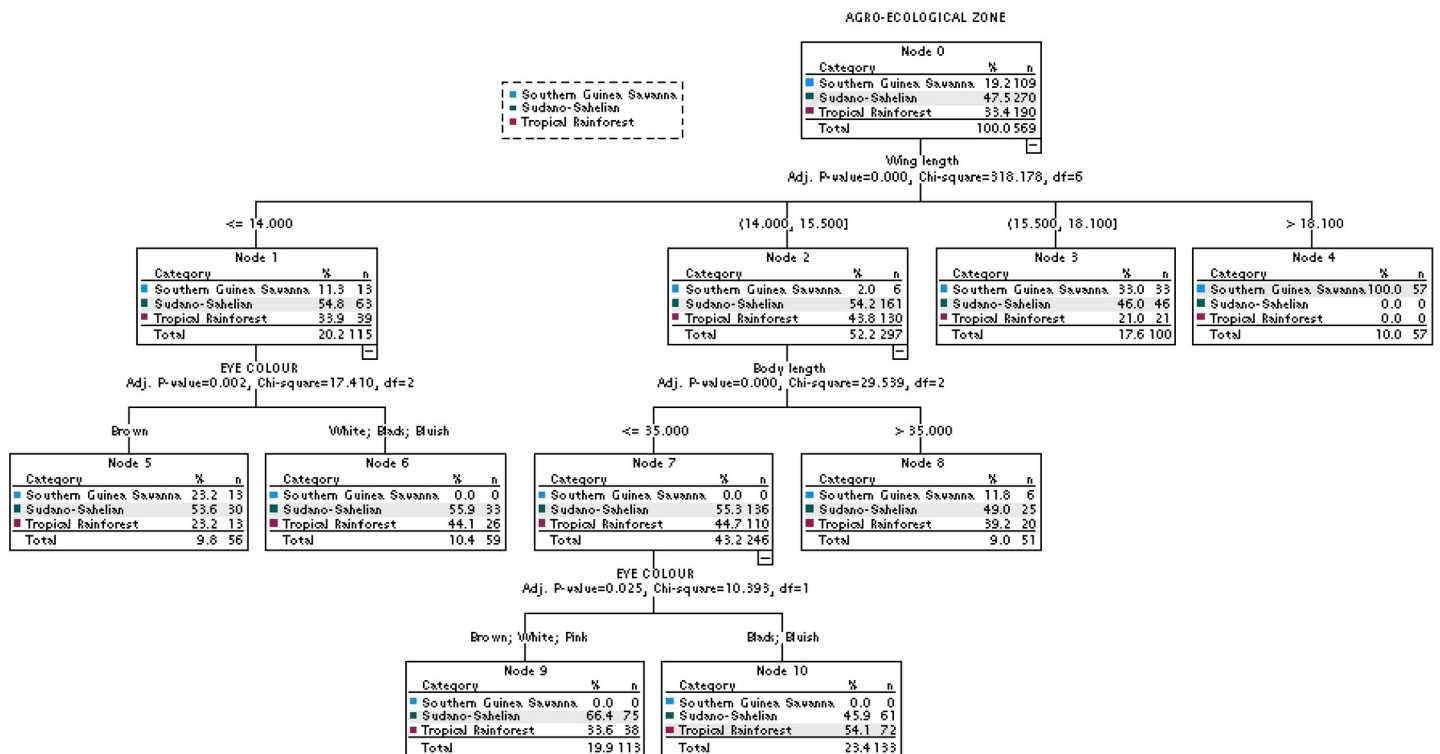 AGRO-ECOLOGICAL ZONE
Southern Guinea Savanna
Sudano-Sahelian
Tropical Rainforest
Node 0
Category % n
Southern Guinea Savanna 19.2 109
Sudano-Sahelian 47.5 270
Tropical Rainforest 33.4 190
Total 100.0 569
Wing length
Adj. P-value=0.000, Chi-square=318.178, df=6
<= 14.000
(14.000, 15.500]
(15.500, 18.100]
> 18.100
Node 1
Category % n
Southern Guinea Savanna 11.3 13
Sudano-Sahelian 54.8 63
Tropical Rainforest 33.9 39
Total 20.2 115
Node 2
Category % n
Southern Guinea Savanna 2.0 6
Sudano-Sahelian 54.2 161
Tropical Rainforest 43.8 130
Total 52.2 297
Node 3
Category % n
Southern Guinea Savanna 33.0 33
Sudano-Sahelian 46.0 46
Tropical Rainforest 21.0 21
Total 17.6 100
Node 4
Category % n
Southern Guinea Savanna 100.0 57
Sudano-Sahelian 0.0 0
Tropical Rainforest 0.0 0
Total 10.0 57
EYE COLOUR
Adj. P-value=0.002, Chi-square=17.410, df=2
Body length
Adj. P-value=0.000, Chi-square=29.539, df=2
Brown
White; Black; Bluish
<= 35.000
> 35.000
Node 5
Category % n
Southern Guinea Savanna 23.2 13
Sudano-Sahelian 53.6 30
Tropical Rainforest 23.2 13
Total 9.8 56
Node 6
Category % n
Southern Guinea Savanna 0.0 0
Sudano-Sahelian 55.9 33
Tropical Rainforest 44.1 26
Total 10.4 59
Node 7
Category % n
Southern Guinea Savanna 0.0 0
Sudano-Sahelian 55.3 136
Tropical Rainforest 44.7 110
Total 43.2 246
Node 8
Category % n
Southern Guinea Savanna 11.8 6
Sudano-Sahelian 49.0 25
Tropical Rainforest 39.2 20
Total 9.0 51
EYE COLOUR
Adj. P-value=0.025, Chi-square=10.393, df=1
Brown; White; Pink
Black; Bluish
Node 9
Category % n
Southern Guinea Savanna 0.0 0
Sudano-Sahelian 66.4 75
Tropical Rainforest 33.6 38
Total 19.9 113
Node 10
Category % n
Southern Guinea Savanna 0.0 0
Sudano-Sahelian 45.9 61
Tropical Rainforest 54.1 72
Total 23.4 133